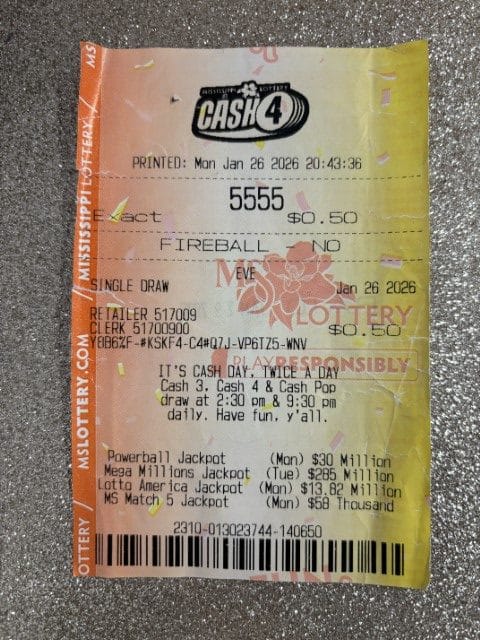 MISSISSIPPI LOTTERY
CASH 4
PRINTED: Mon Jan 26 2026 20:43:36
5555
Exact $0.50
FIREBALL - NO
EVE
SINGLE DRAW Jan 26 2026
RETAILER 517009
CLERK 51700900 $0.50
Y8B6%F-#KSKF4-C4#Q7J-VP6TZ5-WNV
MS LOTTERY
PLAY RESPONSIBLY
IT'S CASH DAY. TWICE A DAY
Cash 3. Cash 4 & Cash Pop
draw at 2:30 pm & 9:30 pm
daily. Have fun, y'all.
Powerball Jackpot (Mon) $30 Million
Mega Millions Jackpot (Tue) $285 Million
Lotto America Jackpot (Mon) $13.82 Million
MS Match 5 Jackpot (Mon) $58 Thousand
2310-013023744-140650
OTTERY / MSLOTTERY.COM / MISSISSIPPI LOTTERY / MS